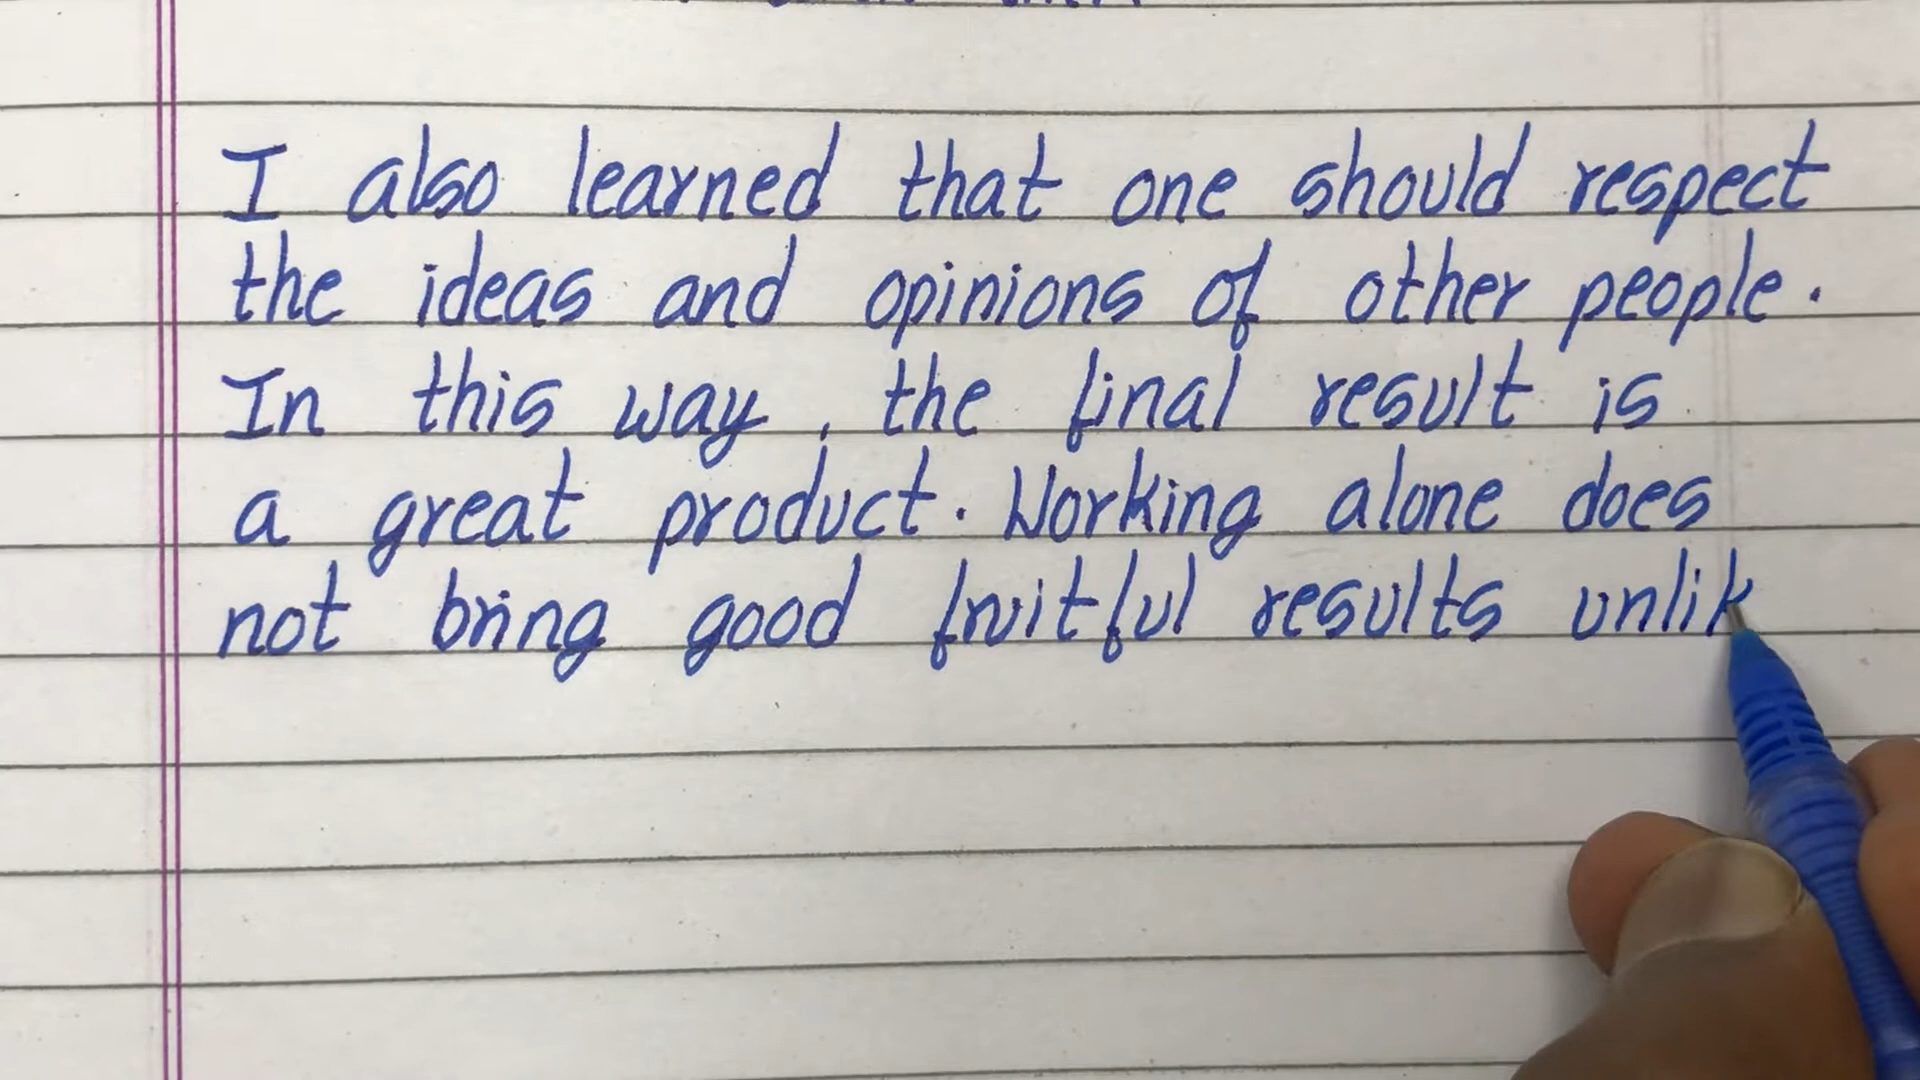 I also learned that one should respect
the ideas and opinions of other people.
In this way, the final result is
a great product. Working alone does
not bring good fruitful results unlik